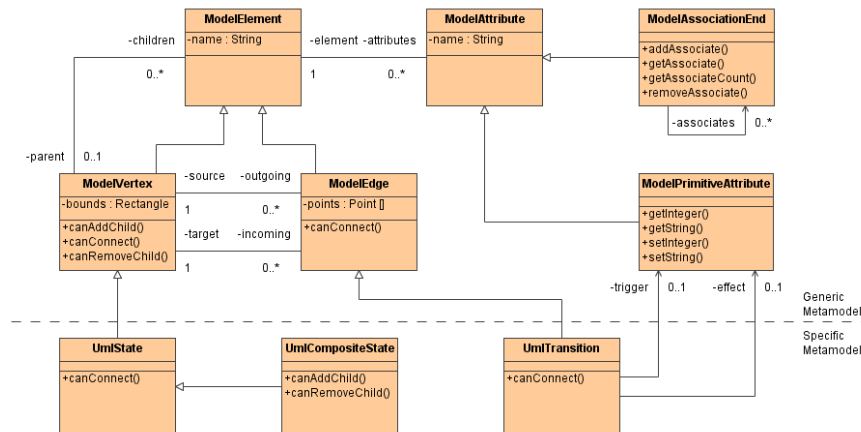 ModelElement
-name : String
ModelAttribute
-name : String
ModelAssociationEnd
+addAssociate()
+getAssociate()
+getAssociateCount()
+removeAssociate()
-children
0..*
-element
-attributes
1
0..*
-associates
0..*
-parent
0..1
ModelVertex
-bounds : Rectangle
+canAddChild()
+canConnect()
+canRemoveChild()
-source
-outgoing
1
0..*
-target
-incoming
1
0..*
ModelEdge
-points : Point []
+canConnect()
ModelPrimitiveAttribute
+getInteger()
+getString()
+setInteger()
+setString()
-trigger
0..1
-effect
0..1
Generic
Metamodel
Specific
Metamodel
UmlState
+canConnect()
UmlCompositeState
+canAddChild()
+canRemoveChild()
UmlTransition
+canConnect()